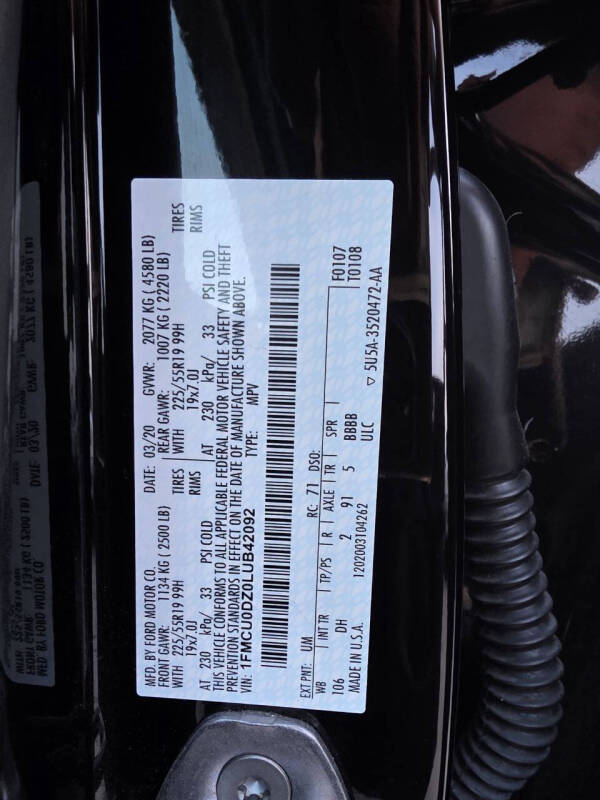 MFG. BY FORD MOTOR CO.
DATE: 03/20 GVWR: 2077 KG ( 4580 LB)
FRONT GAWR: 1134 KG ( 2500 LB) REAR GAWR: 1007 KG ( 2220 LB)
WITH 225/55R19 99H TIRES WITH 225/55R19 99H TIRES
19x7.0J RIMS 19x7.0J RIMS
AT 230 kPa/ 33 PSI COLD AT 230 kPa/ 33 PSI COLD
THIS VEHICLE CONFORMS TO ALL APPLICABLE FEDERAL MOTOR VEHICLE SAFETY AND THEFT
PREVENTION STANDARDS IN EFFECT ON THE DATE OF MANUFACTURE SHOWN ABOVE.
VIN: 1FMCU0DZ0LUB42092 TYPE: MPV
EXT PNT: UM RC: 71 DSO: F0107
WB INT TR TP/PS R AXLE TR SPR T0108
106 DH 2 91 5 BBBB
MADE IN U.S.A. 1202003104262 ULC ▽ 5U5A-3520472-AA